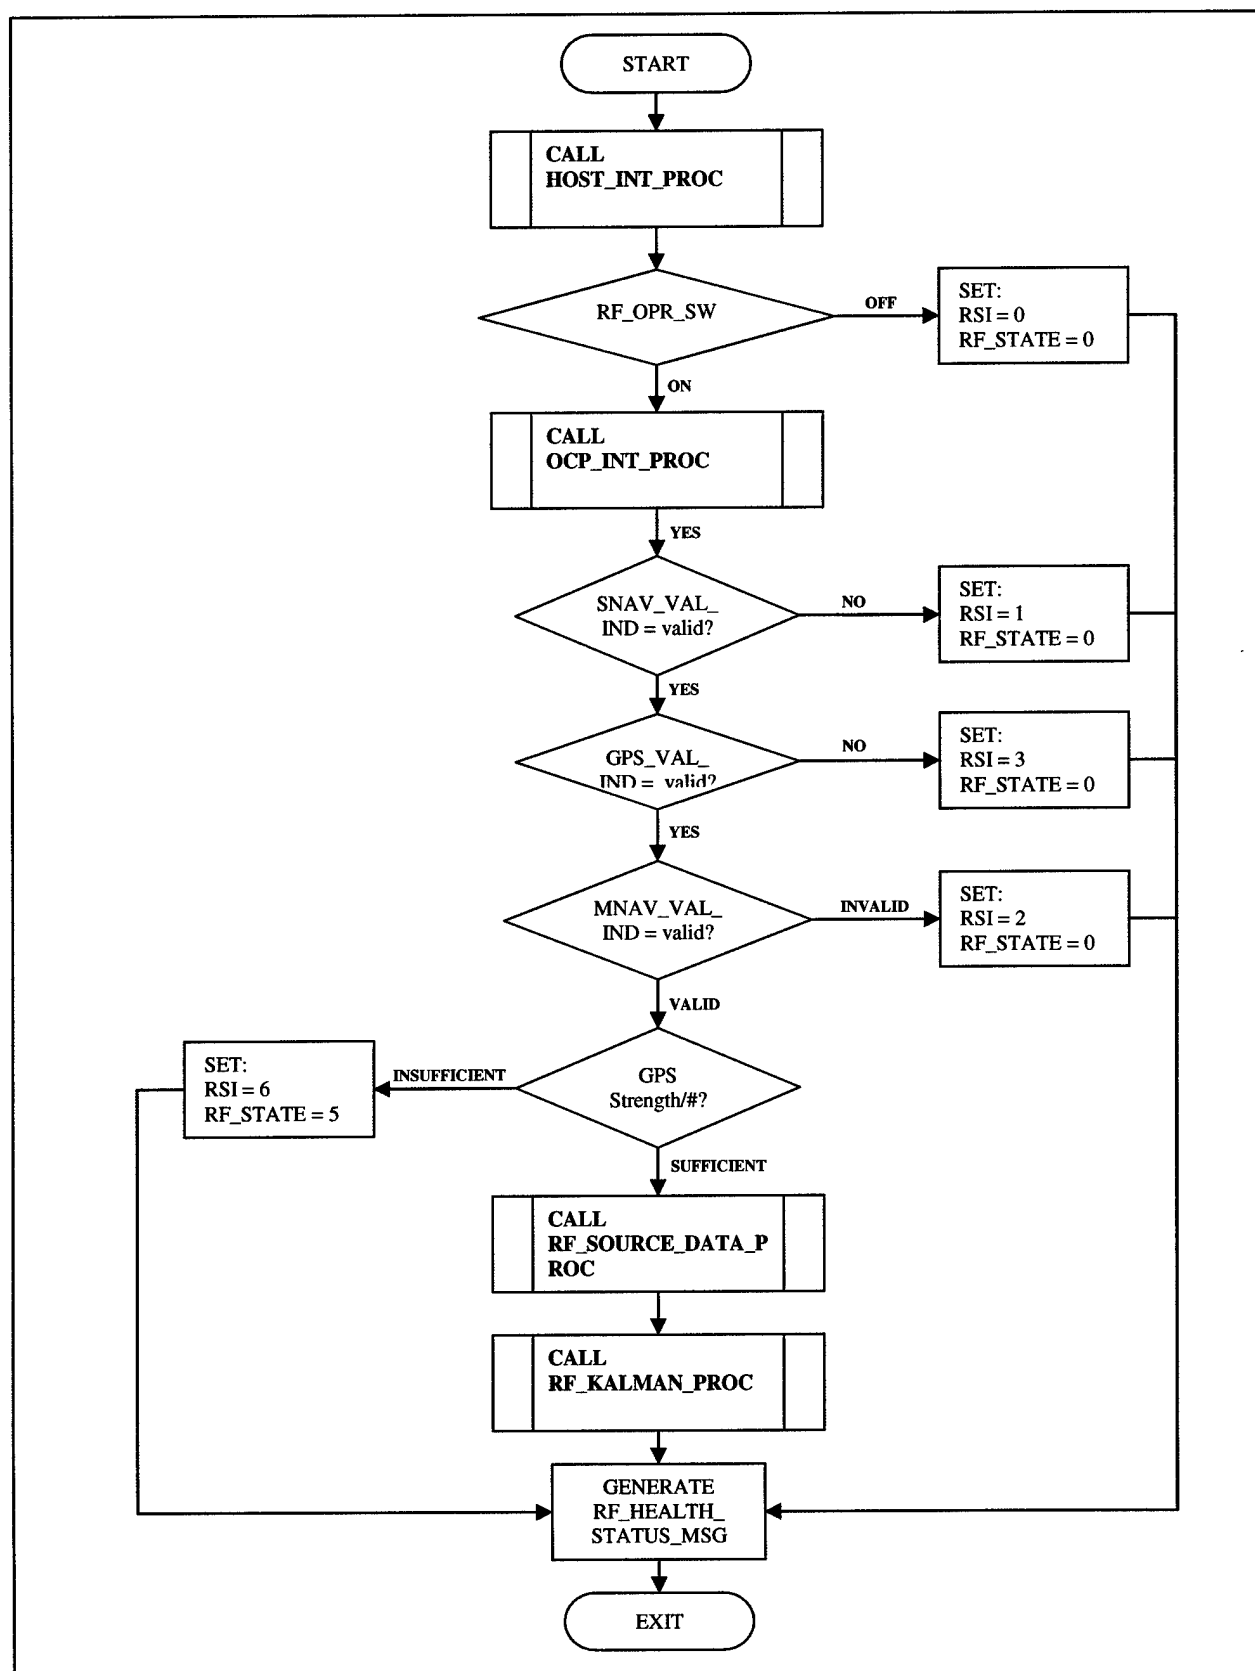 START
CALL
HOST_INT_PROC
RF_OPR_SW
OFF
SET:
RSI = 0
RF_STATE = 0
ON
CALL
OCP_INT_PROC
YES
SNAV_VAL_
IND = valid?
NO
SET:
RSI = 1
RF_STATE = 0
YES
GPS_VAL_
IND = valid?
NO
SET:
RSI = 3
RF_STATE = 0
YES
MNAV_VAL_
IND = valid?
INVALID
SET:
RSI = 2
RF_STATE = 0
VALID
GPS
Strength/#?
INSUFFICIENT
SET:
RSI = 6
RF_STATE = 5
SUFFICIENT
CALL
RF_SOURCE_DATA_P
ROC
CALL
RF_KALMAN_PROC
GENERATE
RF_HEALTH_
STATUS_MSG
EXIT